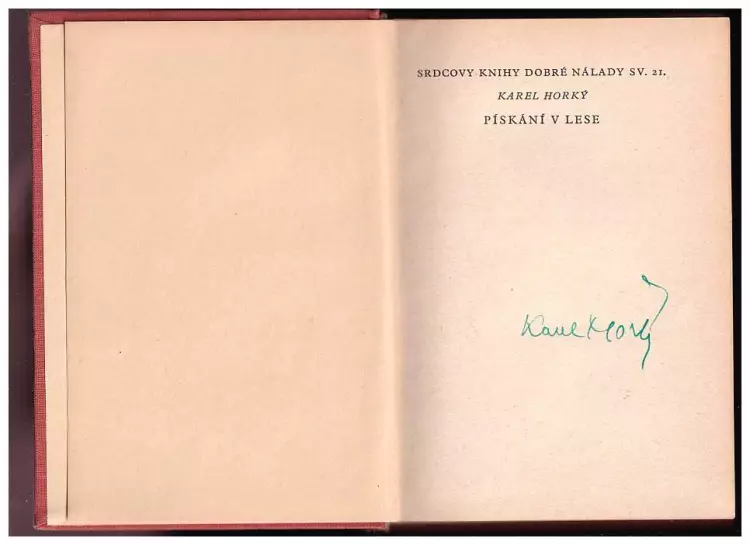 SRDCOVY KNIHY DOBRÉ NÁLADY SV. 21.
KAREL HORKÝ
PÍSKÁNÍ V LESE
Karel Horký